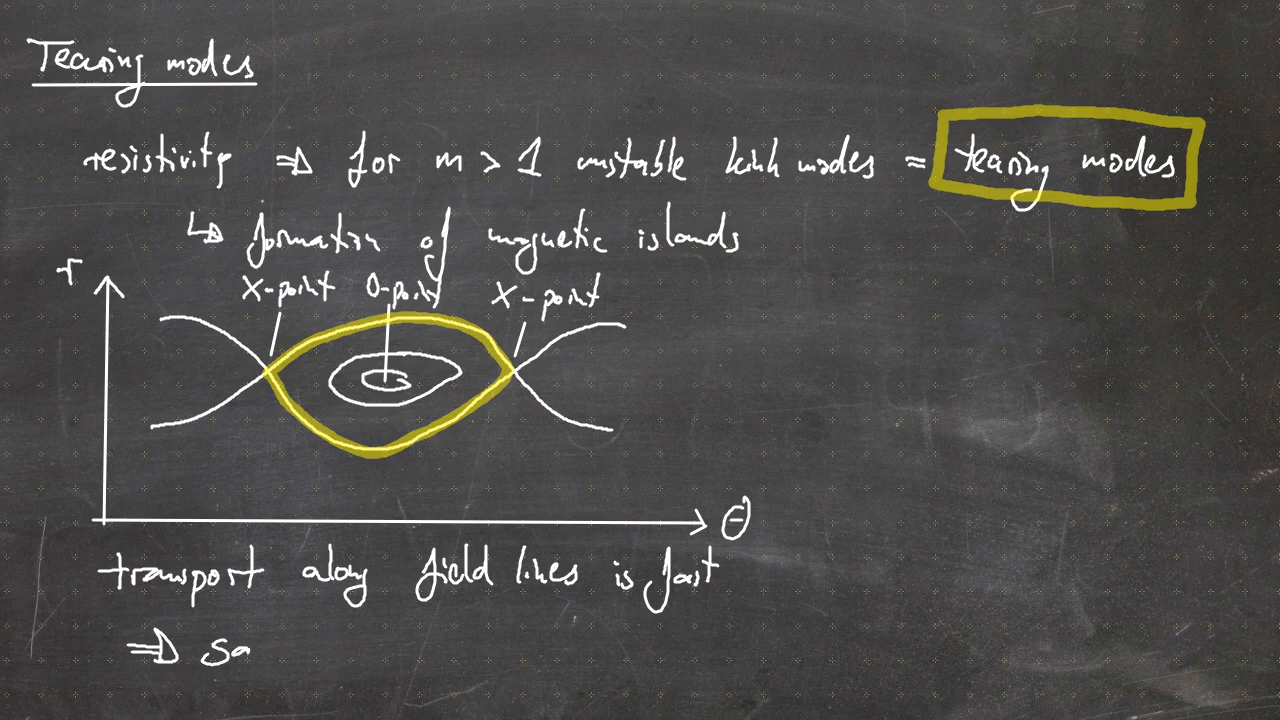 Tearing modes
resistivity ⇒ for m > 1 unstable kink modes = tearing modes
↳ formation of magnetic islands
r
X-point O-point X-point
θ
transport along field lines is fast
⇒ sa